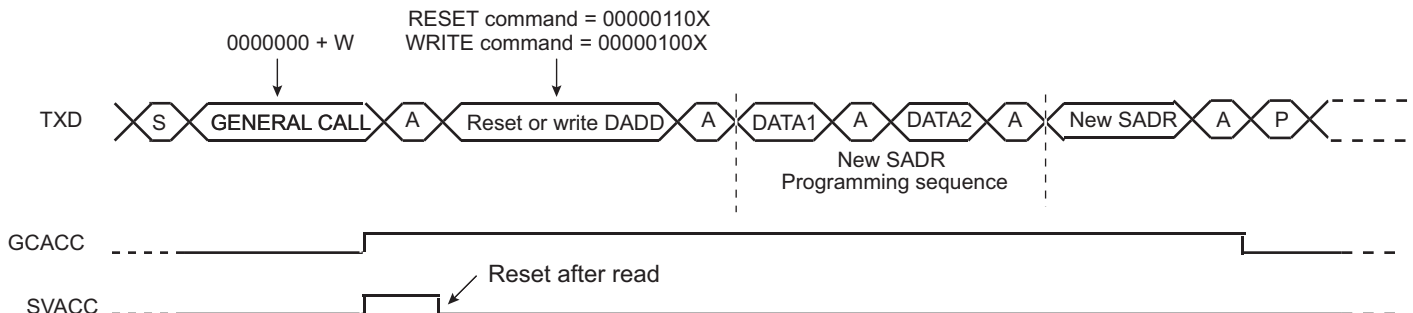 RESET command = 00000110X
0000000 + W
WRITE command = 00000100X
TXD
S
GENERAL CALL
A
Reset or write DADD
A
DATA1
A
DATA2
A
New SADR
A
P
New SADR
Programming sequence
GCACC
Reset after read
SVACC